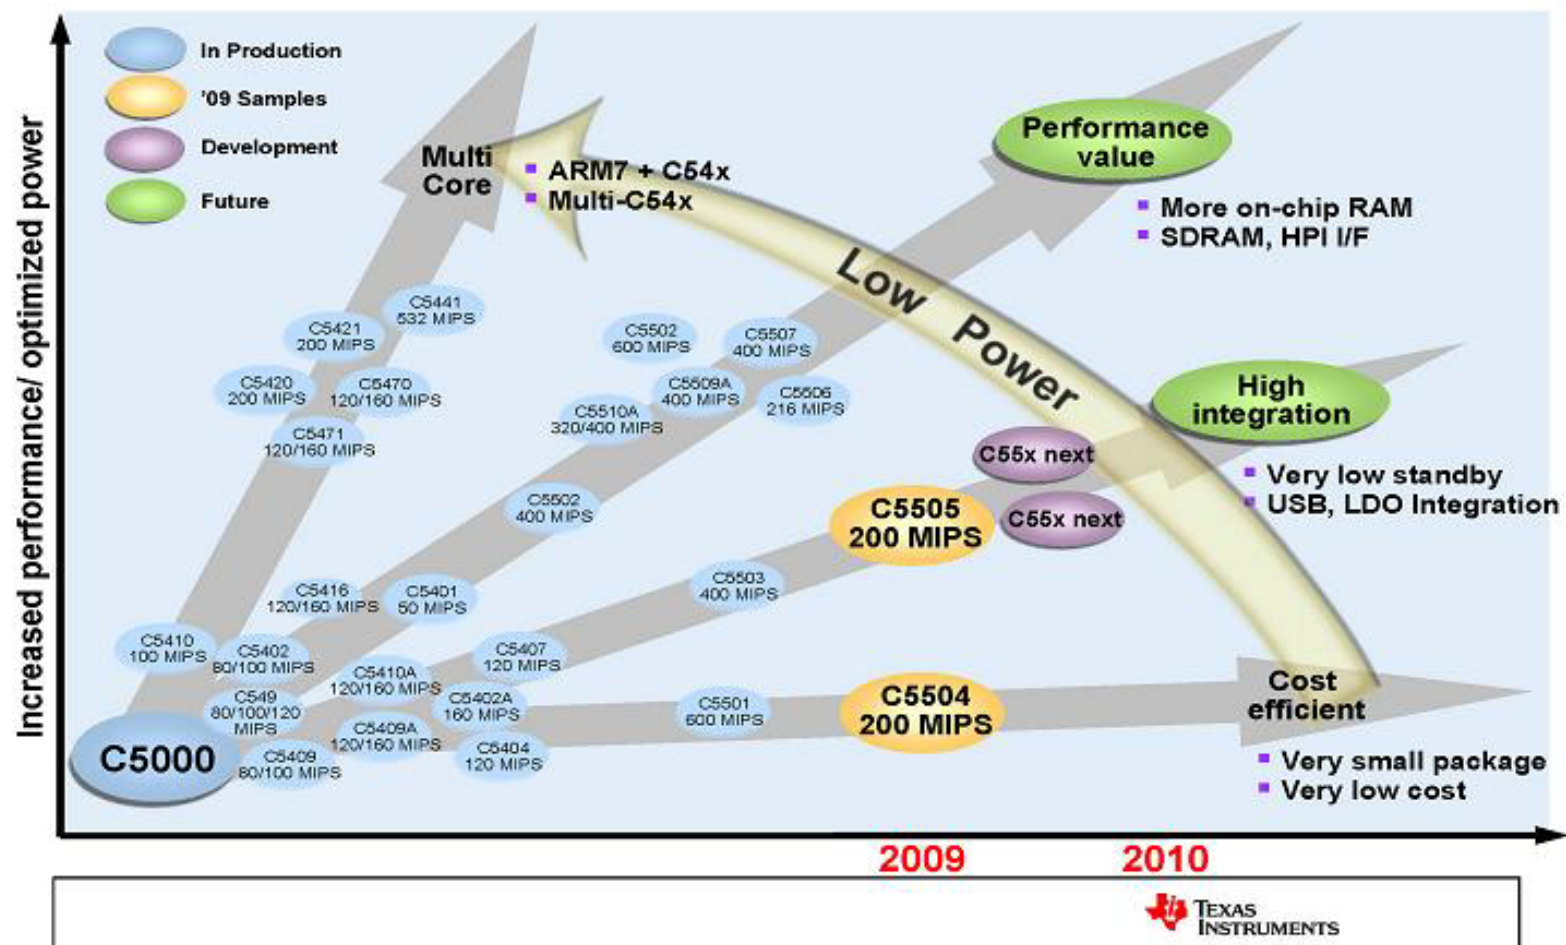 In Production
'09 Samples
Development
Future
Increased performance/ optimized power
Multi
Core
ARM7 + C54x
Multi-C54x
Performance
value
More on-chip RAM
SDRAM, HPI I/F
Low Power
C5441
532 MIPS
C5421
200 MIPS
C5420
200 MIPS
C5470
120/160 MIPS
C5471
120/160 MIPS
C5502
600 MIPS
C5507
400 MIPS
C5509A
400 MIPS
C5506
216 MIPS
C5510A
320/400 MIPS
C5502
400 MIPS
High
integration
Very low standby
USB, LDO Integration
C55x next
C55x next
C5505
200 MIPS
C5503
400 MIPS
C5416
120/160 MIPS
C5401
50 MIPS
C5410
100 MIPS
C5402
80/100 MIPS
C5407
120 MIPS
C5410A
120/160 MIPS
C549
80/100/120
MIPS
C5402A
160 MIPS
C5501
600 MIPS
C5504
200 MIPS
Cost
efficient
C5000
C5409A
120/160 MIPS
C5409
80/100 MIPS
C5404
120 MIPS
Very small package
Very low cost
2009
2010
TEXAS
INSTRUMENTS